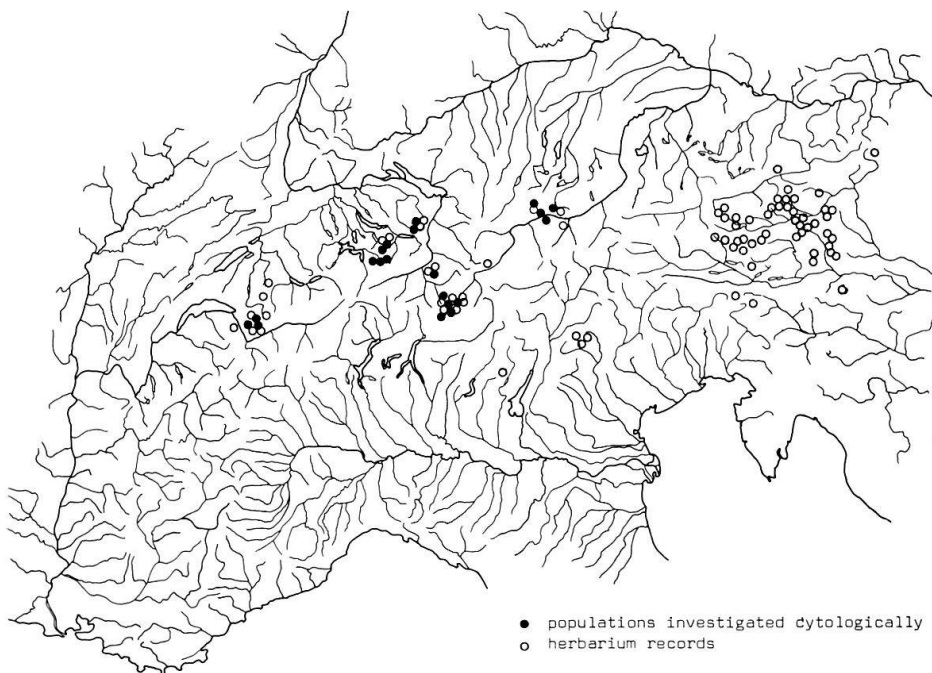 ● populations investigated cytologically
○ herbarium records